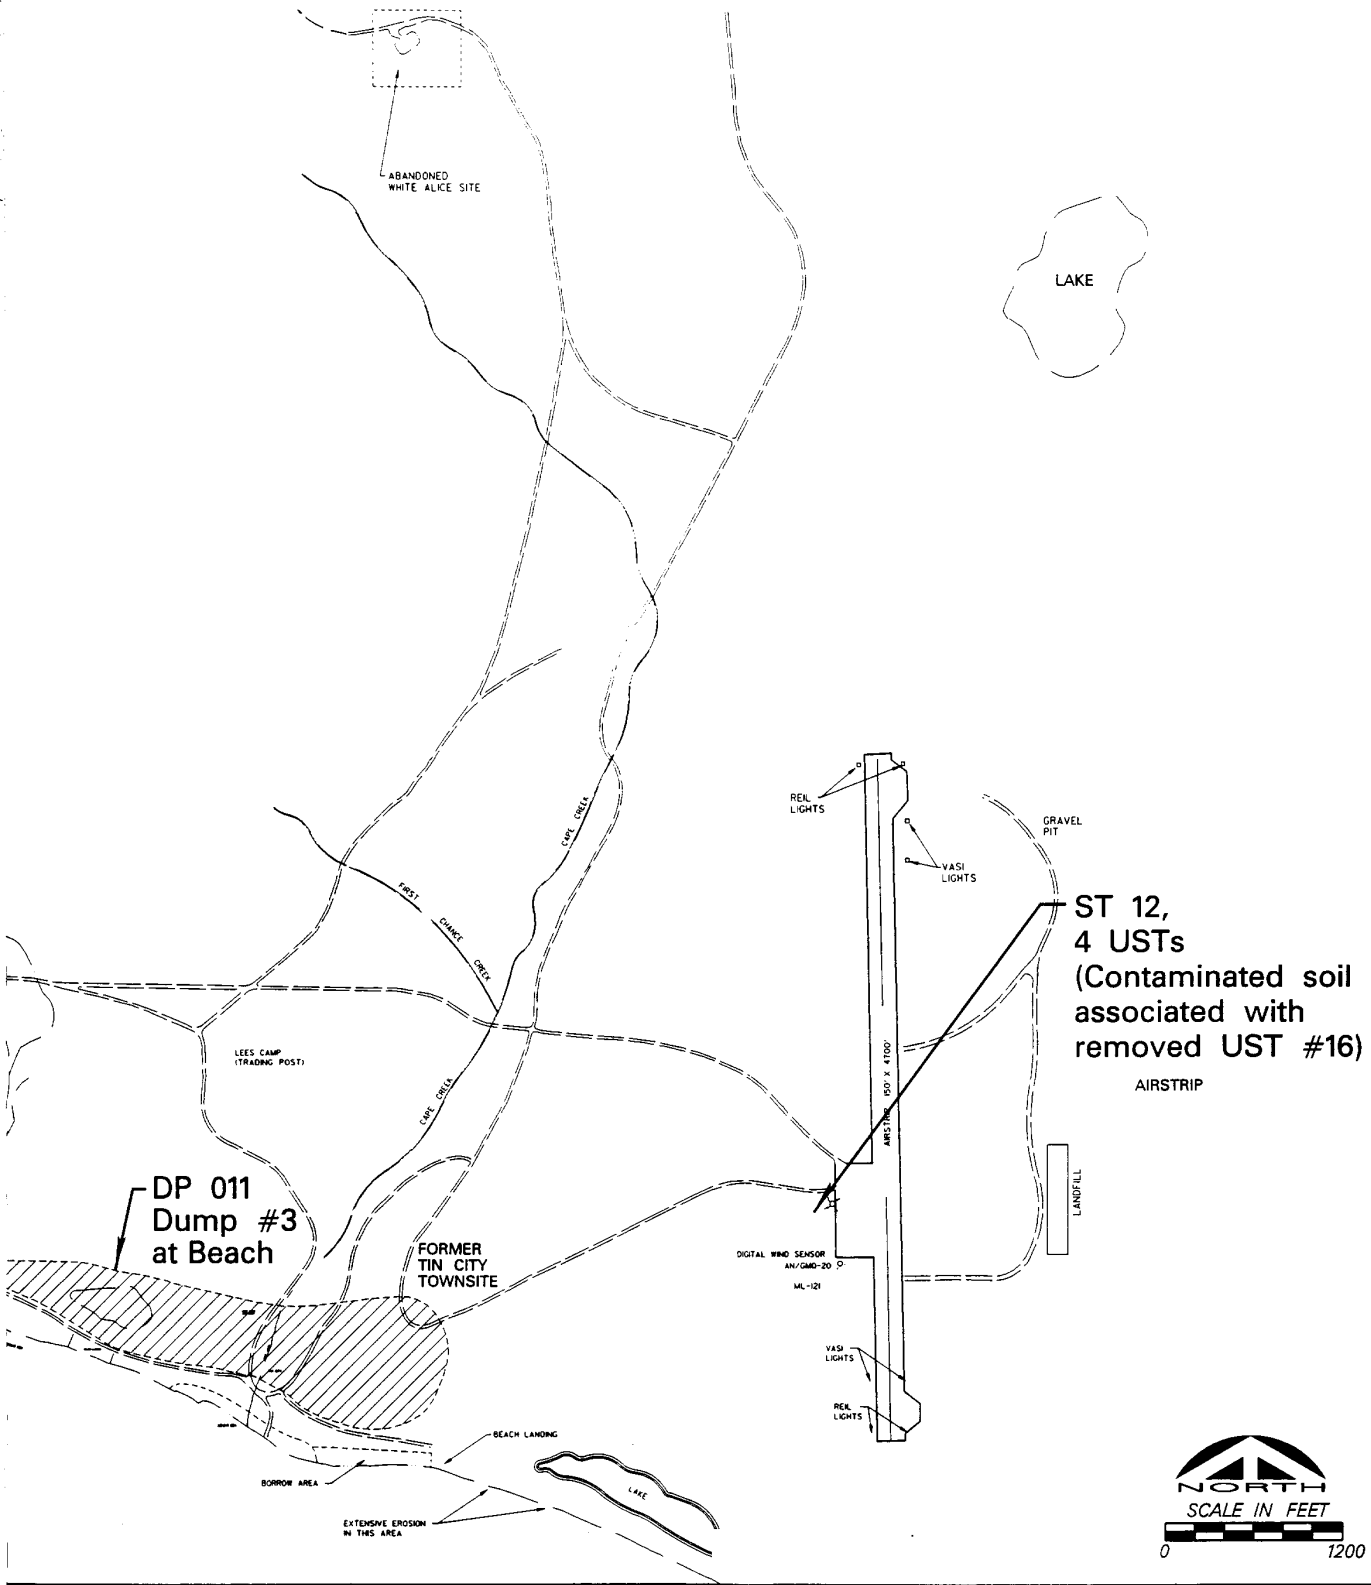 ABANDONED
WHITE ALICE SITE
LAKE
REIL
LIGHTS
GRAVEL
PIT
VASI
LIGHTS
CAPE CREEK
FIRST CHANCE CREEK
ST 12,
4 USTs
(Contaminated soil
associated with
removed UST #16)
AIRSTRIP
AIRSTRIP 150' X 4700'
LEES CAMP
(TRADING POST)
CAPE CREEK
LANDFILL
DP 011
Dump #3
at Beach
FORMER
TIN CITY
TOWNSITE
DIGITAL WIND SENSOR
AN/GMQ-20
ML-121
VASI
LIGHTS
REIL
LIGHTS
BEACH LANDING
BORROW AREA
LAKE
EXTENSIVE EROSION
IN THIS AREA
NORTH
SCALE IN FEET
0 1200